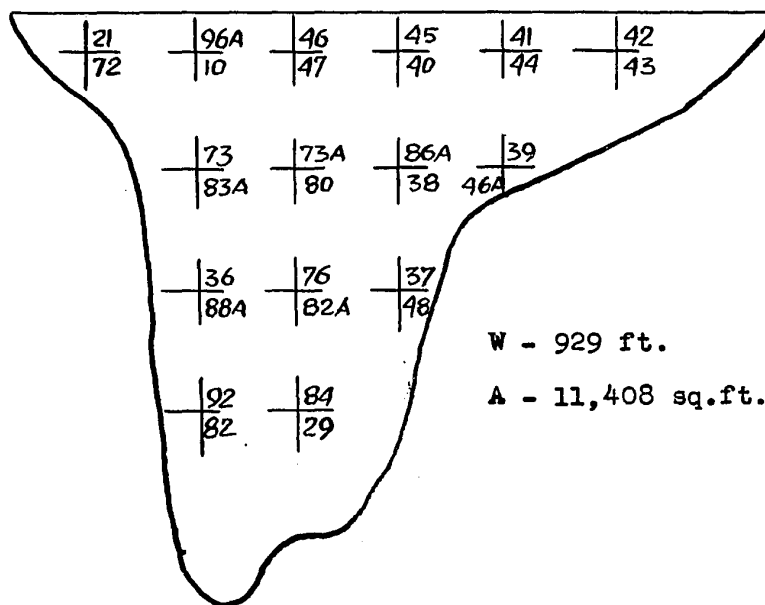 21 96A 46 45 41 42
72 10 47 40 44 43
73 73A 86A 39
83A 80 38 46A
36 76 37
88A 82A 48
W - 929 ft.
A - 11,408 sq.ft.
92 84
82 29